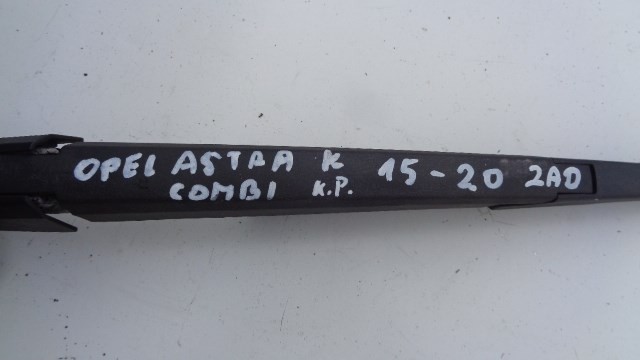 OPEL ASTRA K 15-20 2AD
COMBI K.P.